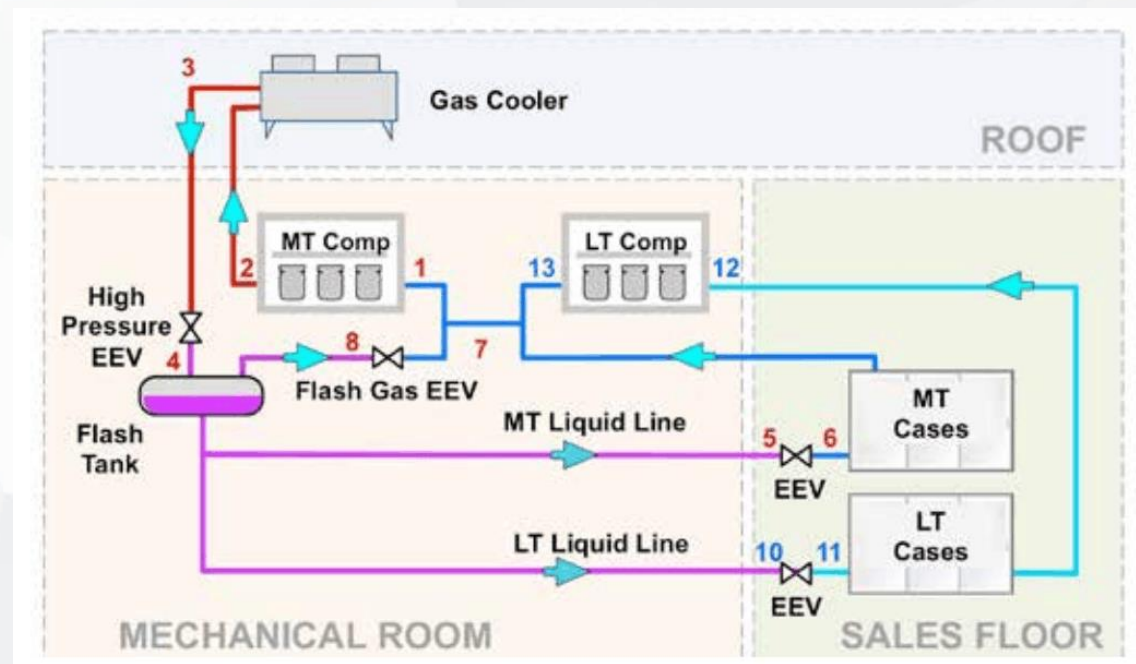 3
Gas Cooler
ROOF
MT Comp
LT Comp
2
1
13
12
High
Pressure
EEV
4
8
7
Flash Gas EEV
Flash
Tank
MT Liquid Line
5
6
EEV
MT
Cases
LT Liquid Line
10
11
EEV
LT
Cases
MECHANICAL ROOM
SALES FLOOR